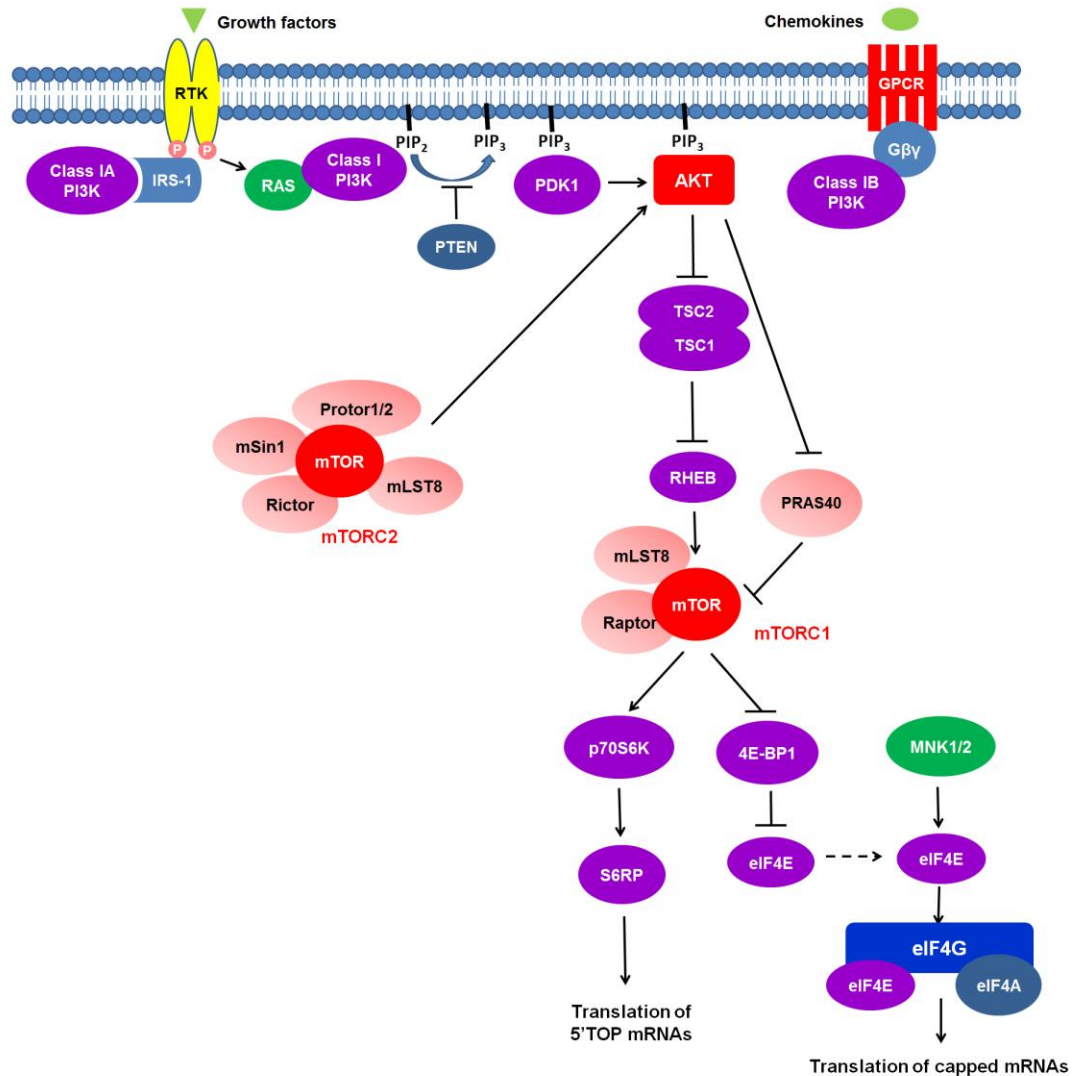 Growth factors
Chemokines
RTK
GPCR
P
P
PIP₂
PIP₃
PIP₃
PIP₃
Gβγ
Class IA
PI3K
IRS-1
RAS
Class I
PI3K
PDK1
AKT
Class IB
PI3K
PTEN
TSC2
TSC1
Protor1/2
mSin1
mTOR
mLST8
Rictor
mTORC2
RHEB
PRAS40
mLST8
mTOR
Raptor
mTORC1
p70S6K
4E-BP1
MNK1/2
S6RP
eIF4E
eIF4E
eIF4G
eIF4E
eIF4A
Translation of
5'TOP mRNAs
Translation of capped mRNAs